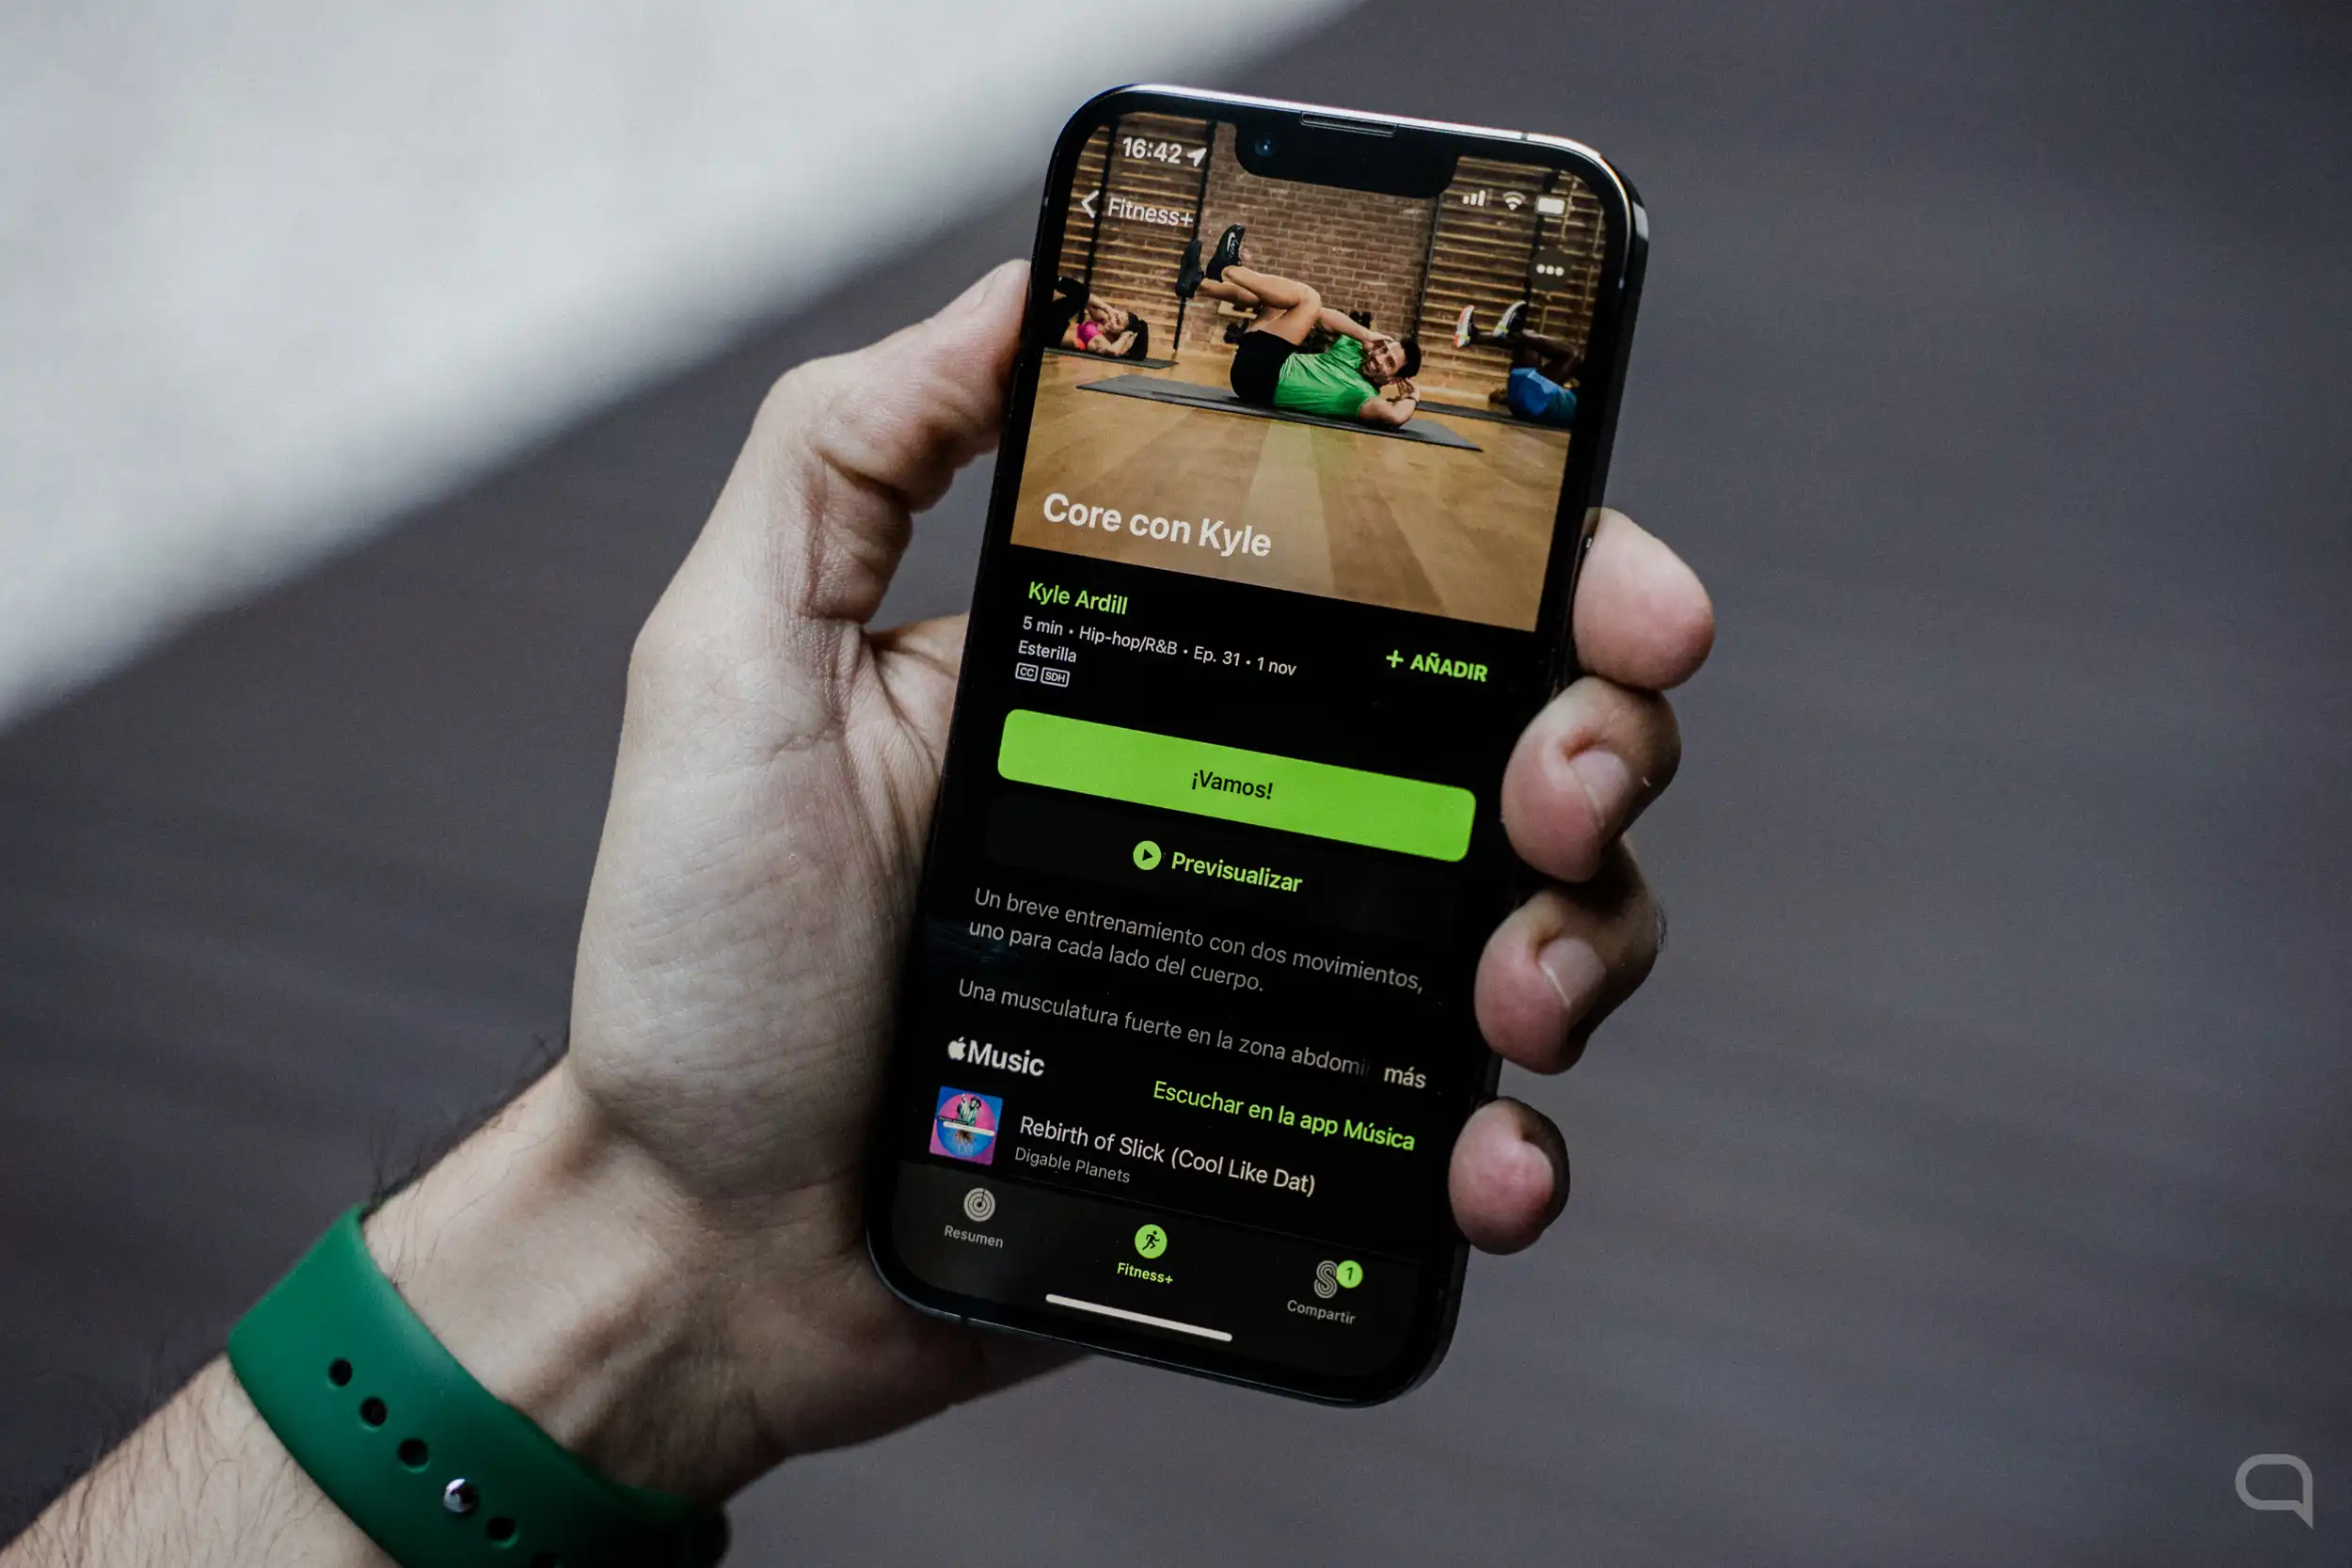 16:42
Fitness+
Core con Kyle
Kyle Ardill
5 min • Hip-hop/R&B • Ep. 31 • 1 nov
Esterilla
CC SDH
+ AÑADIR
¡Vamos!
Previsualizar
Un breve entrenamiento con dos movimientos,
uno para cada lado del cuerpo.
Una musculatura fuerte en la zona abdomi más
Music
Escuchar en la app Música
Rebirth of Slick (Cool Like Dat)
Digable Planets
Resumen
Fitness+
1
Compartir